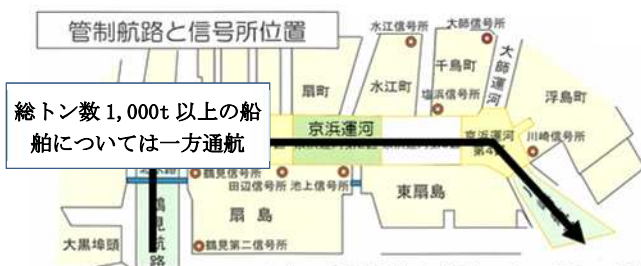 管制航路と信号所位置
水江信号所
大師信号所
大師運河
千鳥町
水江町
扇町
塩浜信号所
浮島町
総トン数 1,000t 以上の船
舶については一方通航
京浜運河
京浜運河
第4区
川崎信号所
鶴見信号所
田辺信号所
池上信号所
鶴見航路
扇島
東扇島
大黒埠頭
鶴見第二信号所